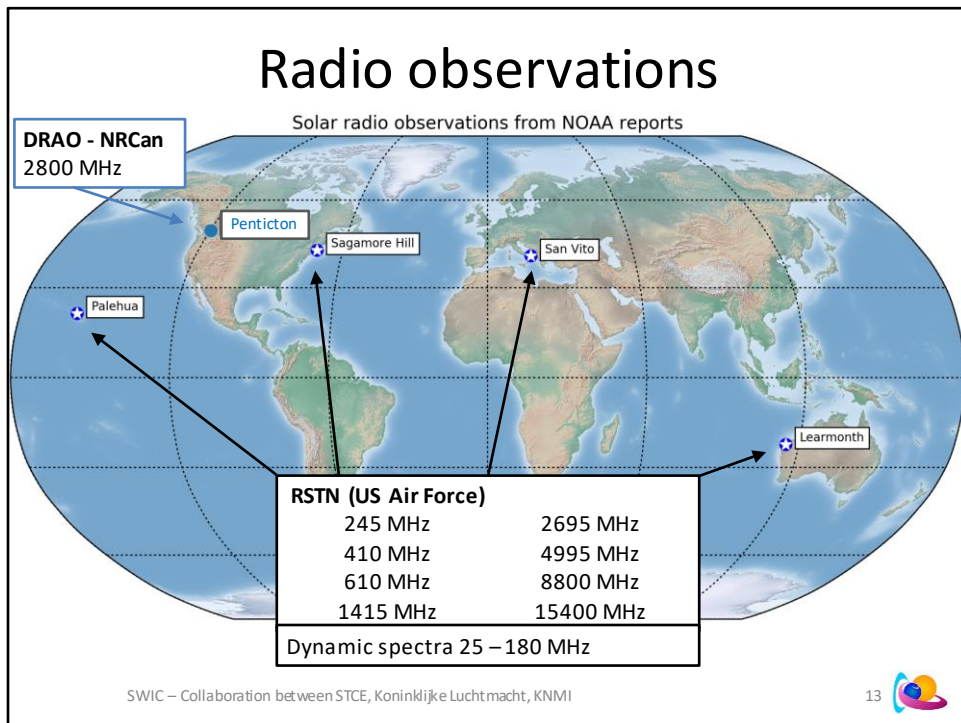 Radio observations
Solar radio observations from NOAA reports
DRAO - NRCan
2800 MHz
Penticton
Sagamore Hill
San Vito
Palehua
Learmonth
RSTN (US Air Force)
245 MHz 2695 MHz
410 MHz 4995 MHz
610 MHz 8800 MHz
1415 MHz 15400 MHz
Dynamic spectra 25 – 180 MHz
SWIC – Collaboration between STCE, Koninklijke Luchtmacht, KNMI 13